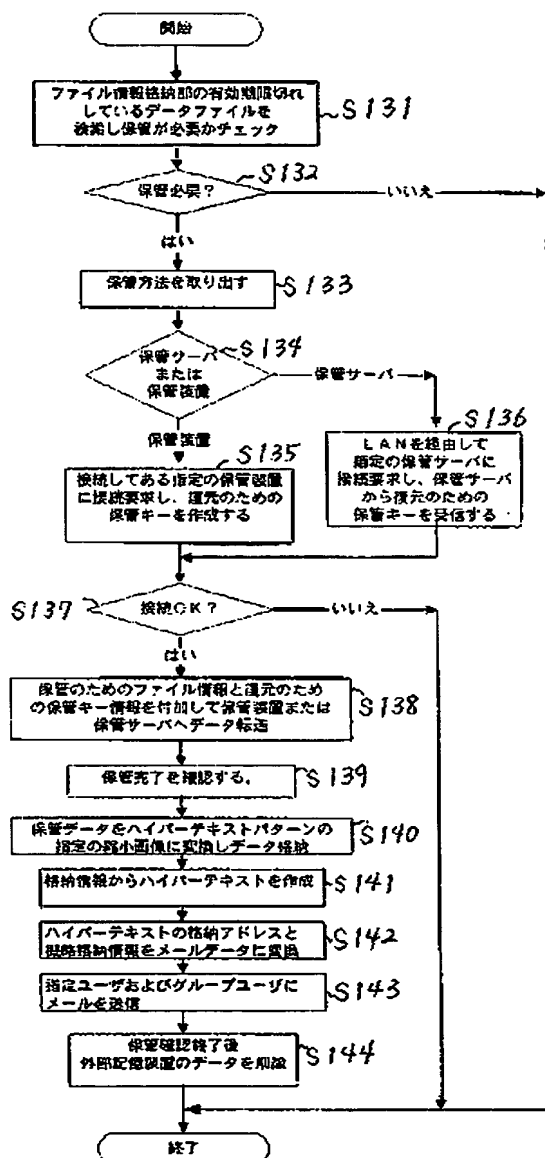 開始
ファイル情報格納部の有効期限切れ
しているデータファイルを
検索し保管が必要かチェック
S131
保管必要?
S132
いいえ
はい
保管方法を取り出す
S133
保管サーバ
または
保管装置
S134
保管サーバ
保管装置
S135
接続してある指定の保管装置
に接続要求し、復元のための
保管キーを作成する
S136
LANを経由して
指定の保管サーバに
接続要求し、保管サーバ
から復元のための
保管キーを受信する
S137
接続OK?
いいえ
はい
保管のためのファイル情報と復元のため
の保管キー情報を付加して保管装置または
保管サーバへデータ転送
S138
保管完了を確認する。
S139
保管データをハイパーテキストパターンの
指定の縮小画像に変換しデータ格納
S140
格納情報からハイパーテキストを作成
S141
ハイパーテキストの格納アドレスと
格納情報をメールデータに変換
S142
指定ユーザおよびグループユーザに
メールを送信
S143
保管確認終了後
外部記憶装置のデータを削除
S144
終了